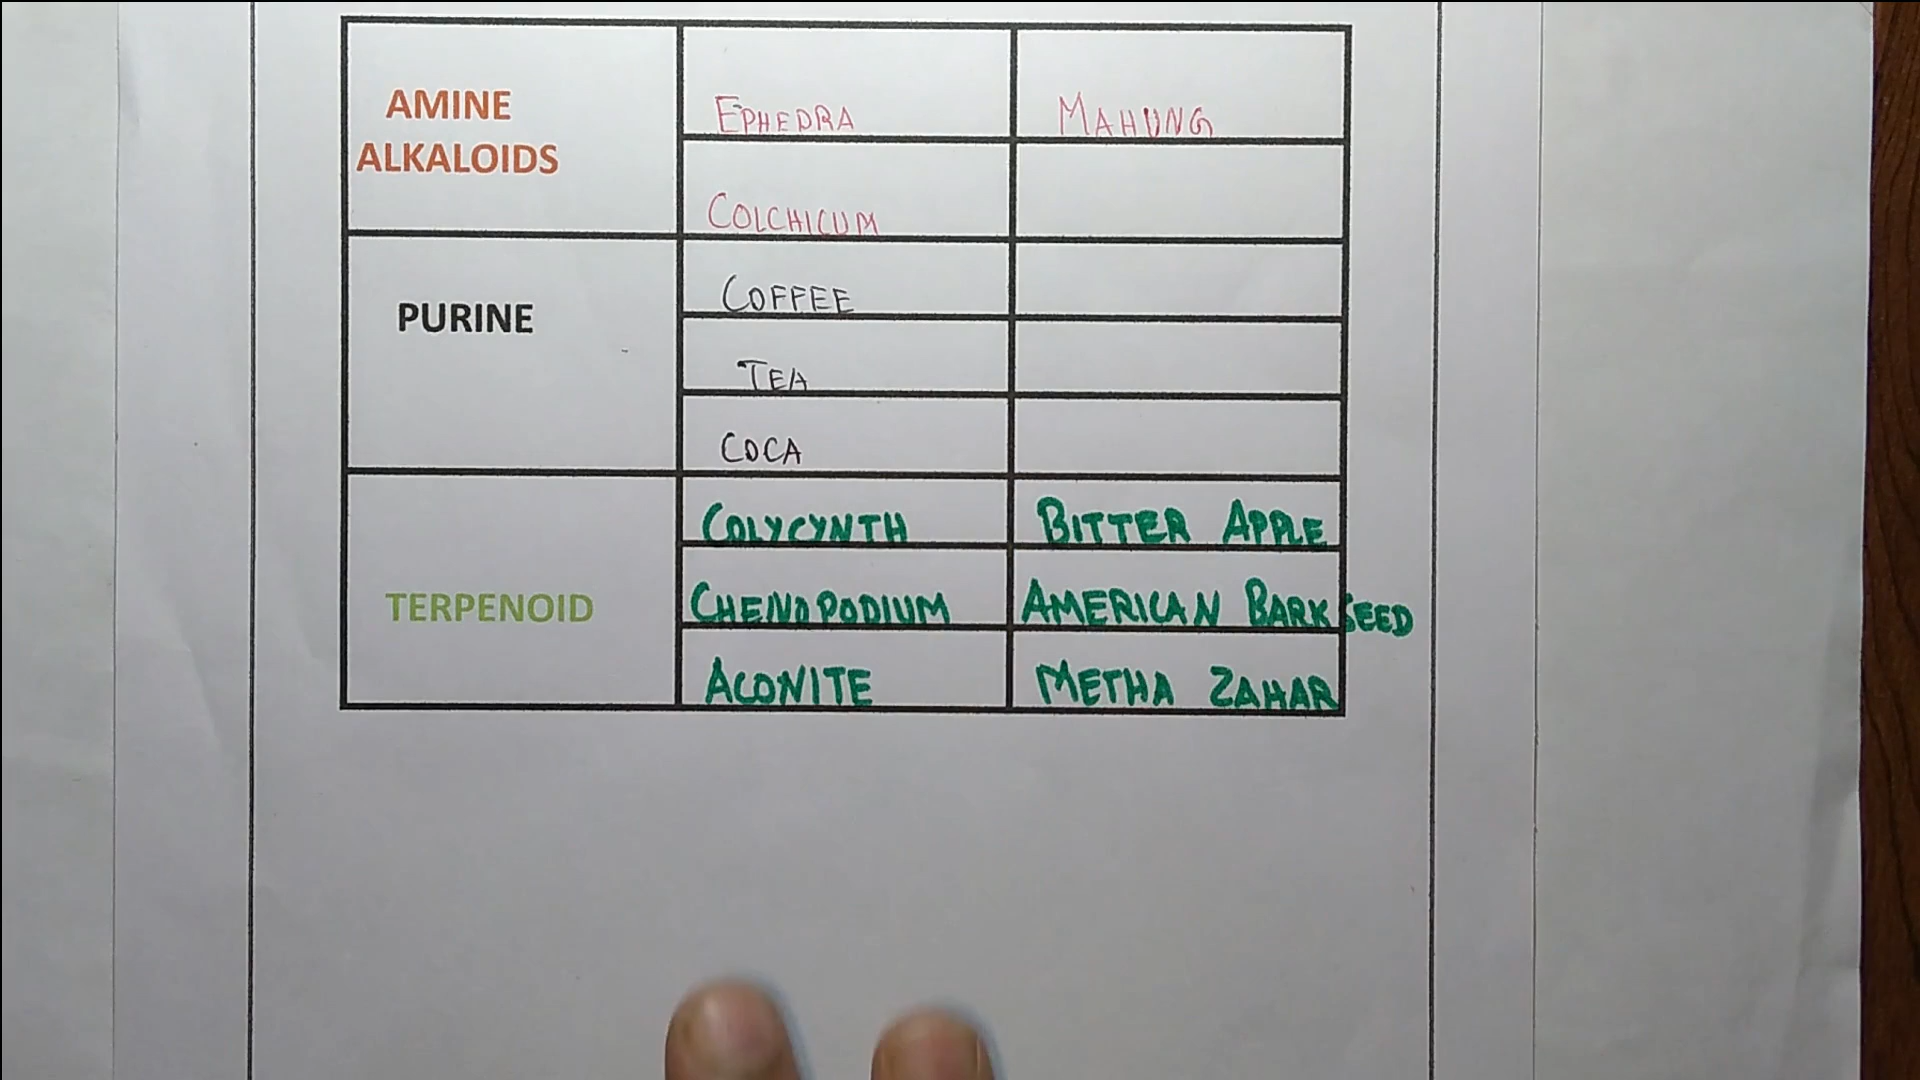 AMINE
ALKALOIDS
EPHEDRA
MAHUNG
COLCHICUM
PURINE
COFFEE
TEA
COCA
TERPENOID
COLYCYNTH
BITTER APPLE
CHENOPODIUM
AMERICAN BARK SEED
ACONITE
METHA ZAHAR